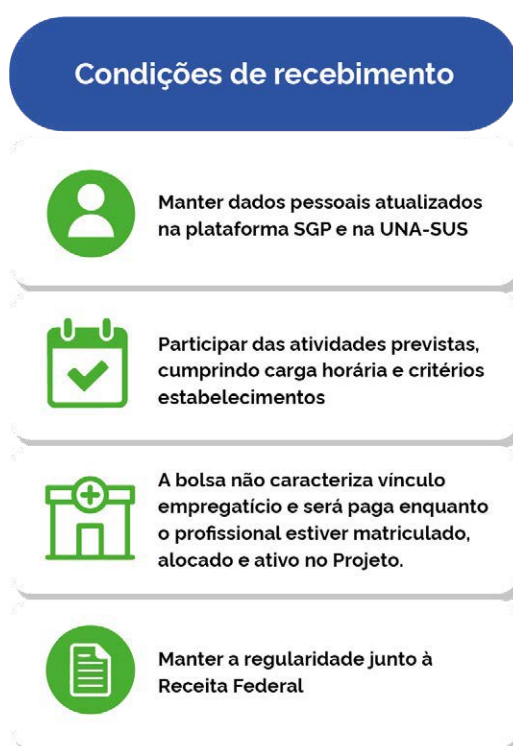 Condições de recebimento
Manter dados pessoais atualizados
na plataforma SGP e na UNA-SUS
Participar das atividades previstas,
cumprindo carga horária e critérios
estabelecimentos
A bolsa não caracteriza vínculo
empregatício e será paga enquanto
o profissional estiver matriculado,
alocado e ativo no Projeto.
Manter a regularidade junto à
Receita Federal